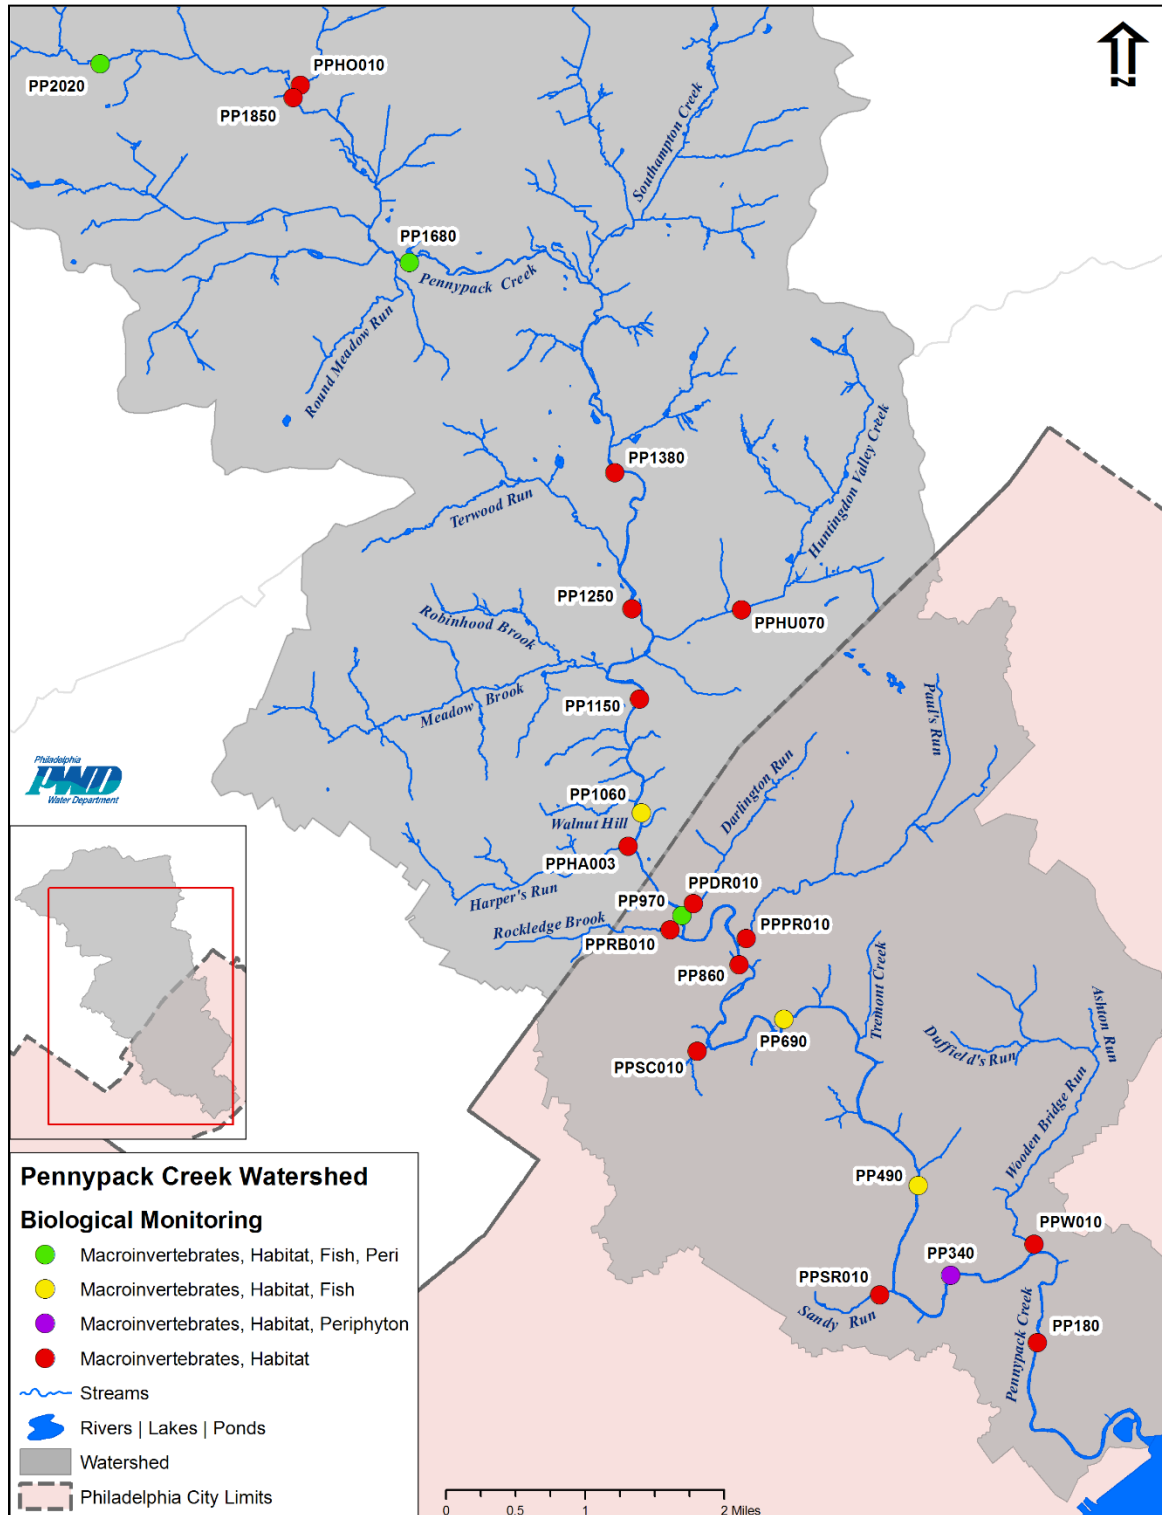 N
PPHO010
PP2020
PP1850
Southampton Creek
PP1680
Pennypack Creek
Round Meadow Run
PP1380
Huntingdon Valley Creek
Terwood Run
PP1250
PPHU070
Robinhood Brook
Meadow Brook
PP1150
Paul's Run
Philadelphia
PWD
Water Department
Darlington Run
PP1060
Walnut Hill
PPHA003
PPDR010
Harper's Run
PP970
Rockledge Brook
PPRB010
PPPR010
PP860
Tremont Creek
Ashton Run
PP690
Duffield's Run
PPSC010
Wooden Bridge Run
PP490
PPW010
PP340
PPSR010
Sandy Run
Pennypack Creek
PP180
Pennypack Creek Watershed
Biological Monitoring
Macroinvertebrates, Habitat, Fish, Peri
Macroinvertebrates, Habitat, Fish
Macroinvertebrates, Habitat, Periphyton
Macroinvertebrates, Habitat
Streams
Rivers | Lakes | Ponds
Watershed
Philadelphia City Limits
0 0.5 1 2 Miles